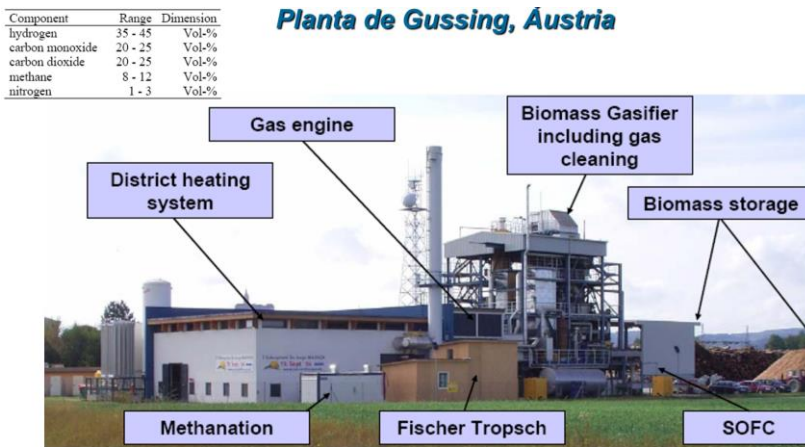 Planta de Gussing, Áustria
Component Range Dimension
hydrogen 35 - 45 Vol-%
carbon monoxide 20 - 25 Vol-%
carbon dioxide 20 - 25 Vol-%
methane 8 - 12 Vol-%
nitrogen 1 - 3 Vol-%
Gas engine
Biomass Gasifier
including gas
cleaning
District heating
system
Biomass storage
Methanation
Fischer Tropsch
SOFC